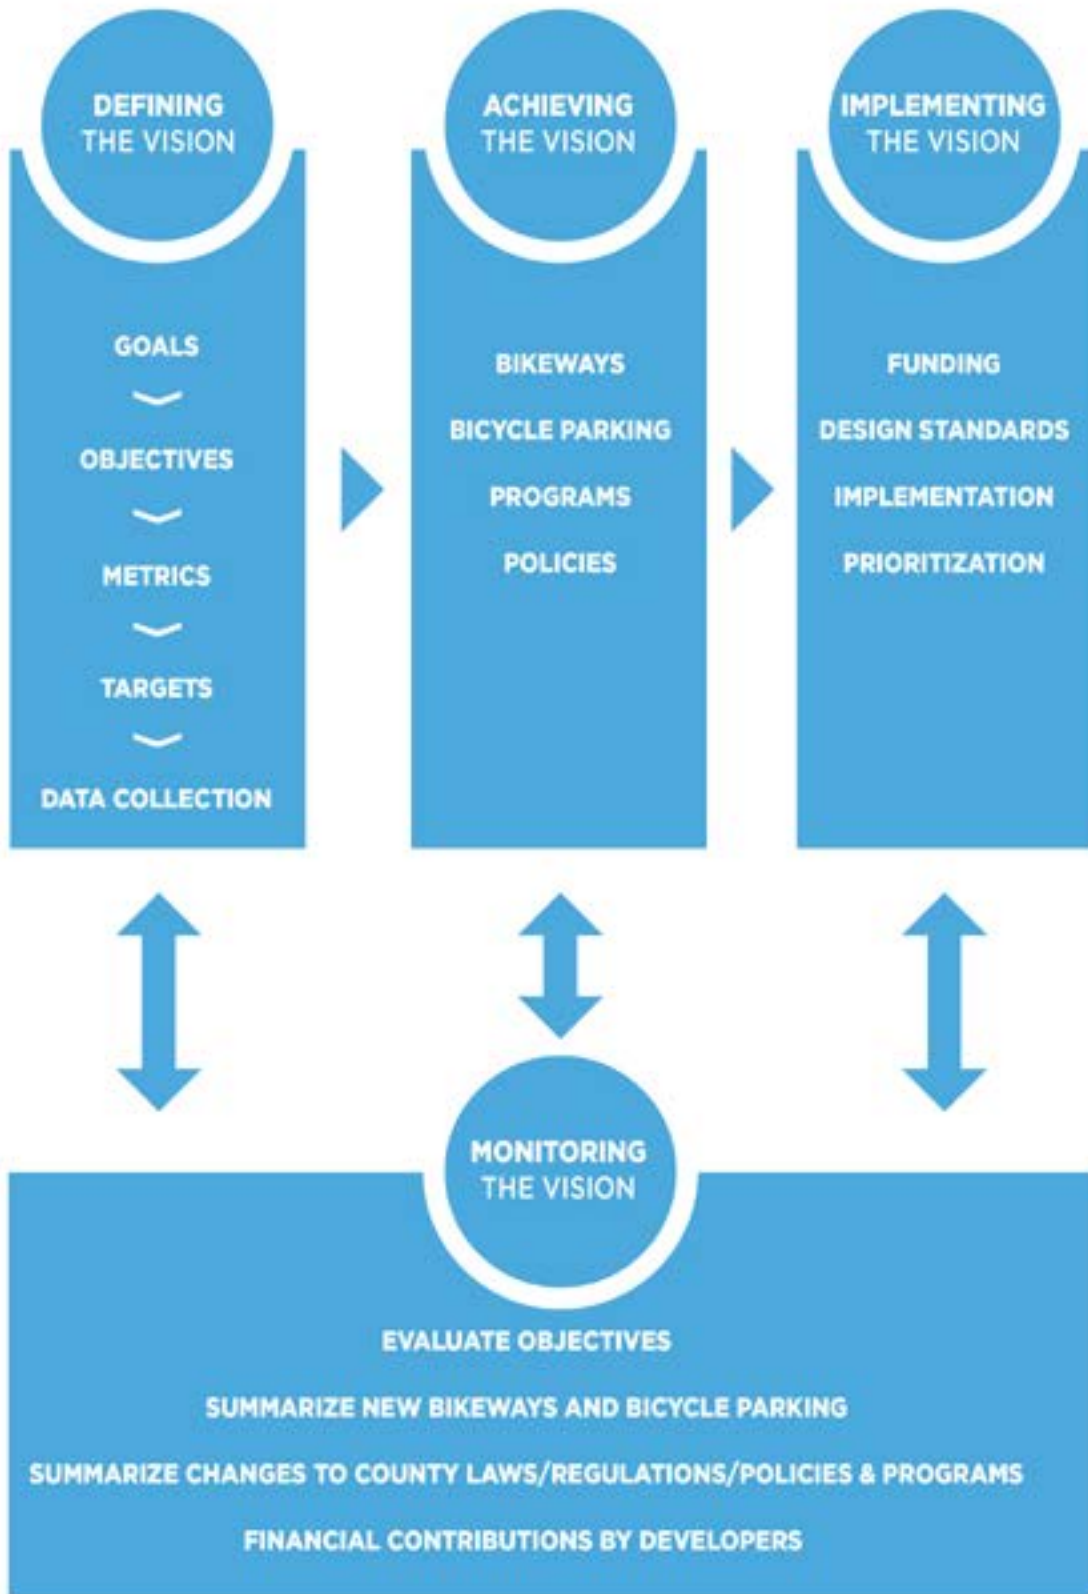 DEFINING
THE VISION
GOALS
OBJECTIVES
METRICS
TARGETS
DATA COLLECTION
ACHIEVING
THE VISION
BIKEWAYS
BICYCLE PARKING
PROGRAMS
POLICIES
IMPLEMENTING
THE VISION
FUNDING
DESIGN STANDARDS
IMPLEMENTATION
PRIORITIZATION
MONITORING
THE VISION
EVALUATE OBJECTIVES
SUMMARIZE NEW BIKEWAYS AND BICYCLE PARKING
SUMMARIZE CHANGES TO COUNTY LAWS/REGULATIONS/POLICIES & PROGRAMS
FINANCIAL CONTRIBUTIONS BY DEVELOPERS